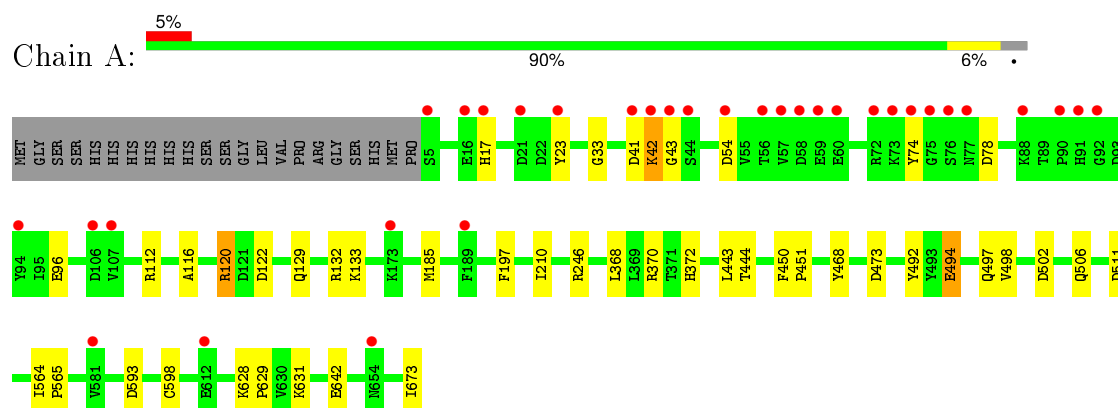 5%
Chain A:
90% 6% •
MET GLY SER SER HIS HIS HIS HIS HIS HIS SER SER GLY LEU VAL PRO ARG GLY SER HIS MET PRO S5 E16 H17 D21 D22 Y23 G33 D41 K42 G43 S44 D54 V55 T56 V57 D58 E59 E60 R72 K73 Y74 G75 S76 N77 D78 K88 T89 P90 H91 G92 D93
Y94 I95 E96 D106 V107 R112 A116 R120 D121 D122 Q129 R132 K133 K173 M185 F189 F197 I210 R246 L368 L369 R370 T371 H372 L443 T444 F450 P451 Y468 D473 Y492 Y493 E494 Q497 V498 D502 Q506 D511
I564 P565 V581 D593 C598 E612 K628 P629 V630 K631 E642 N654 I673